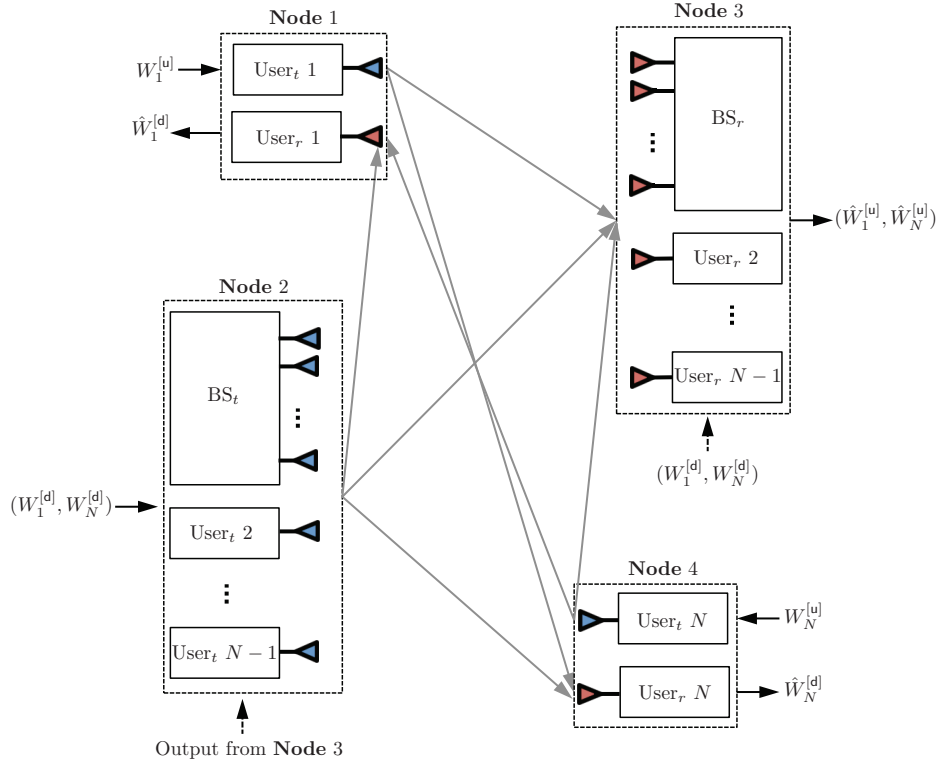 Node 1
W_1^{[u]}
User_t 1
Ŵ_1^{[d]}
User_r 1
Node 2
BS_t
(W_1^{[d]}, W_N^{[d]})
User_t 2
User_t N − 1
Output from Node 3
Node 3
BS_r
(Ŵ_1^{[u]}, Ŵ_N^{[u]})
User_r 2
User_r N − 1
(W_1^{[d]}, W_N^{[d]})
Node 4
User_t N
W_N^{[u]}
User_r N
Ŵ_N^{[d]}